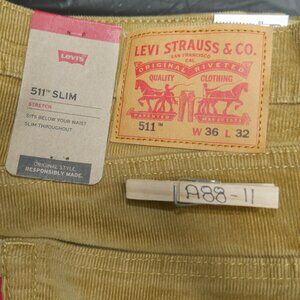 Levi's
511™ SLIM
STRETCH
SITS BELOW YOUR WAIST
SLIM THROUGHOUT
ORIGINAL STYLE.
RESPONSIBLY MADE.
LEVI STRAUSS & CO.
SAN FRANCISCO
CAL.
ORIGINAL RIVETED
QUALITY CLOTHING
511™ W 36 L 32
A88-11